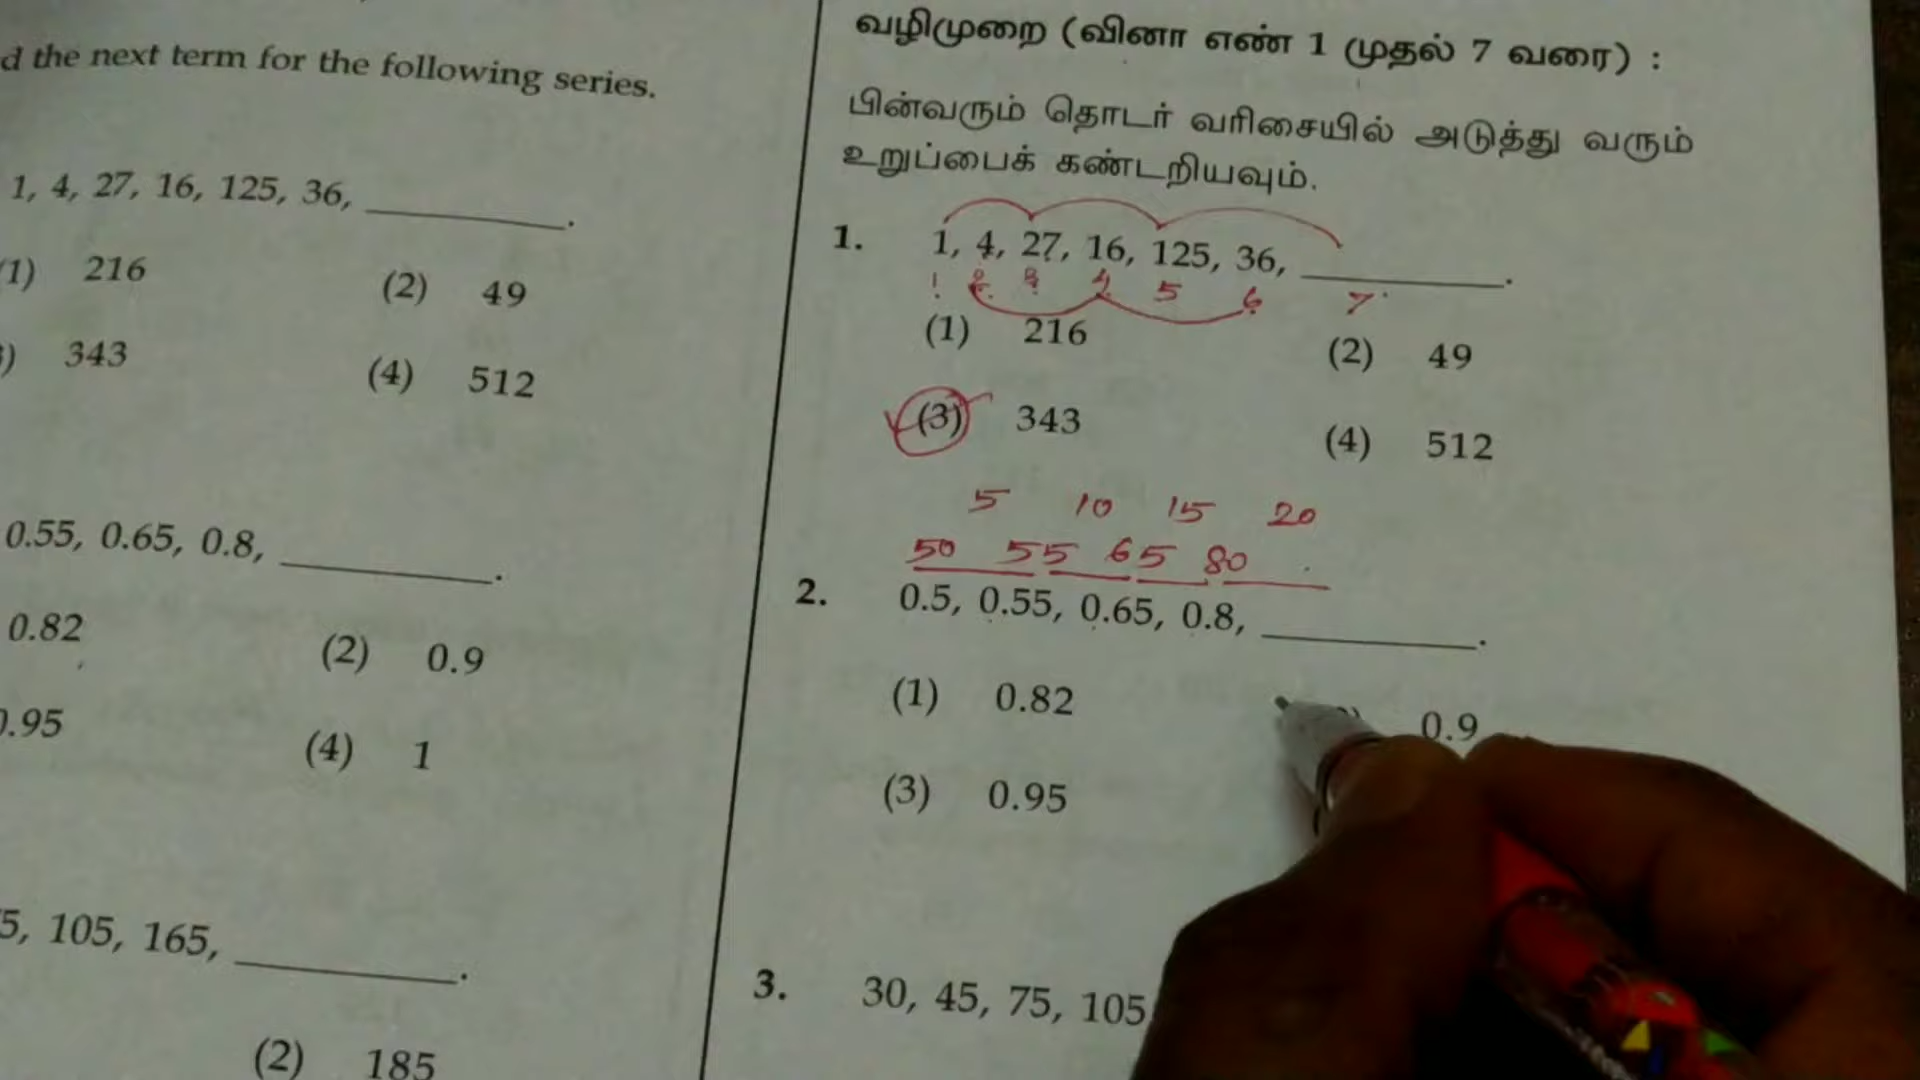 d the next term for the following series.
1, 4, 27, 16, 125, 36, ________.
1) 216 (2) 49
) 343 (4) 512
0.55, 0.65, 0.8, ________.
0.82 (2) 0.9
0.95 (4) 1
5, 105, 165, ________.
(2) 185
வழிமுறை (வினா எண் 1 முதல் 7 வரை) :
பின்வரும் தொடர் வரிசையில் அடுத்து வரும்
உறுப்பைக் கண்டறியவும்.
1. 1, 4, 27, 16, 125, 36, ________.
1 2 3 4 5 6 7
(1) 216 (2) 49
(3) 343 (4) 512
5 10 15 20
50 55 65 80
2. 0.5, 0.55, 0.65, 0.8, ________.
(1) 0.82 0.9
(3) 0.95
3. 30, 45, 75, 105